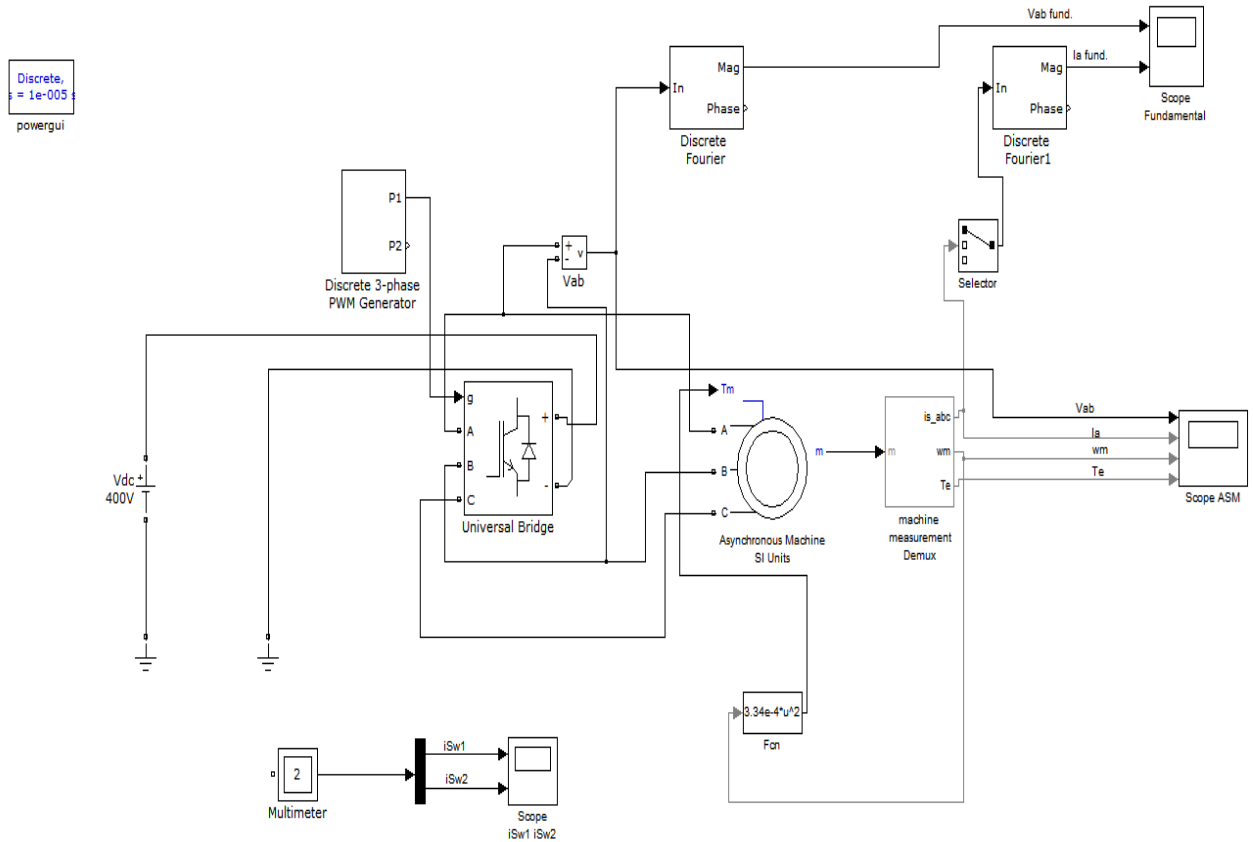 Vab fund.
Ia fund.
Discrete,
s = 1e-005 s
powergui
In
Mag
Phase
Discrete
Fourier
In
Mag
Phase
Discrete
Fourier1
Scope
Fundamental
P1
P2
Discrete 3-phase
PWM Generator
+
-
v
Vab
Selector
g
A
B
C
+
-
Universal Bridge
Vdc
+
400V
Tm
A
B
C
m
Asynchronous Machine
SI Units
m
is_abc
wm
Te
machine
measurement
Demux
Vab
Ia
wm
Te
Scope ASM
3.34e-4*u^2
Fcn
2
Multimeter
iSw1
iSw2
Scope
iSw1 iSw2